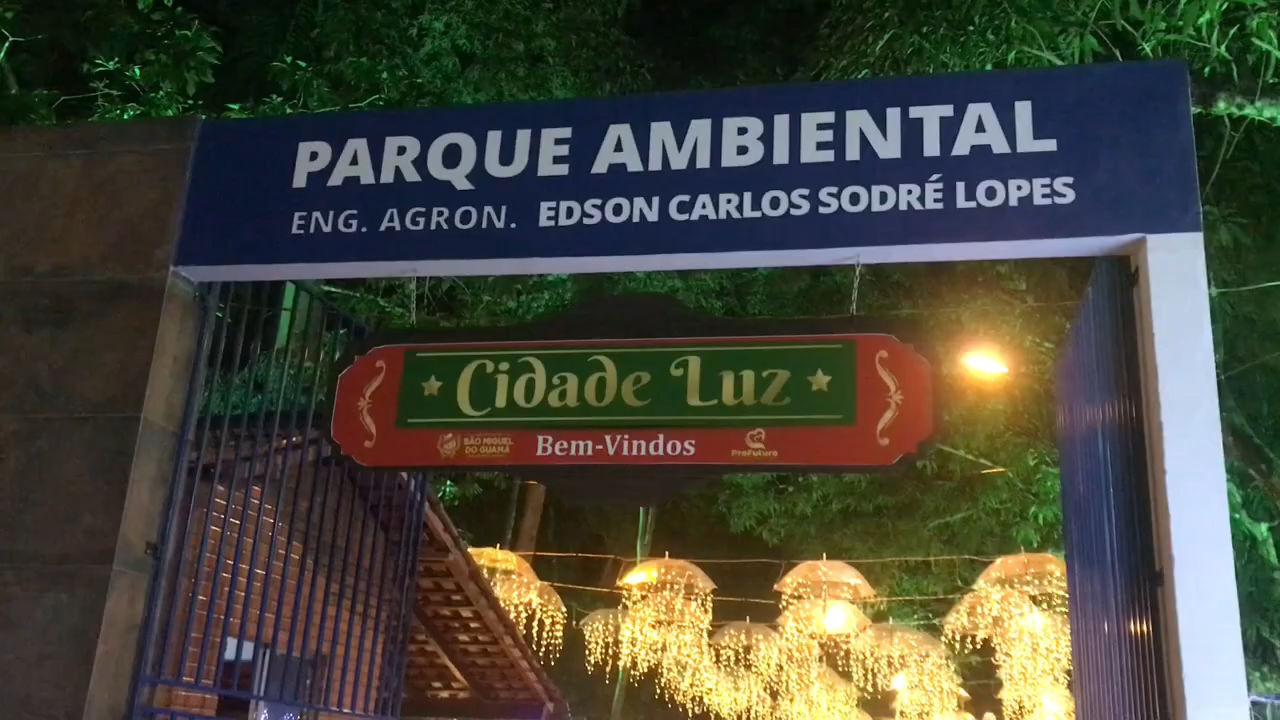 PARQUE AMBIENTAL
ENG. AGRON. EDSON CARLOS SODRÉ LOPES
Cidade Luz
SÃO MIGUEL
DO GUAMÁ
Bem-Vindos
ProFuturo